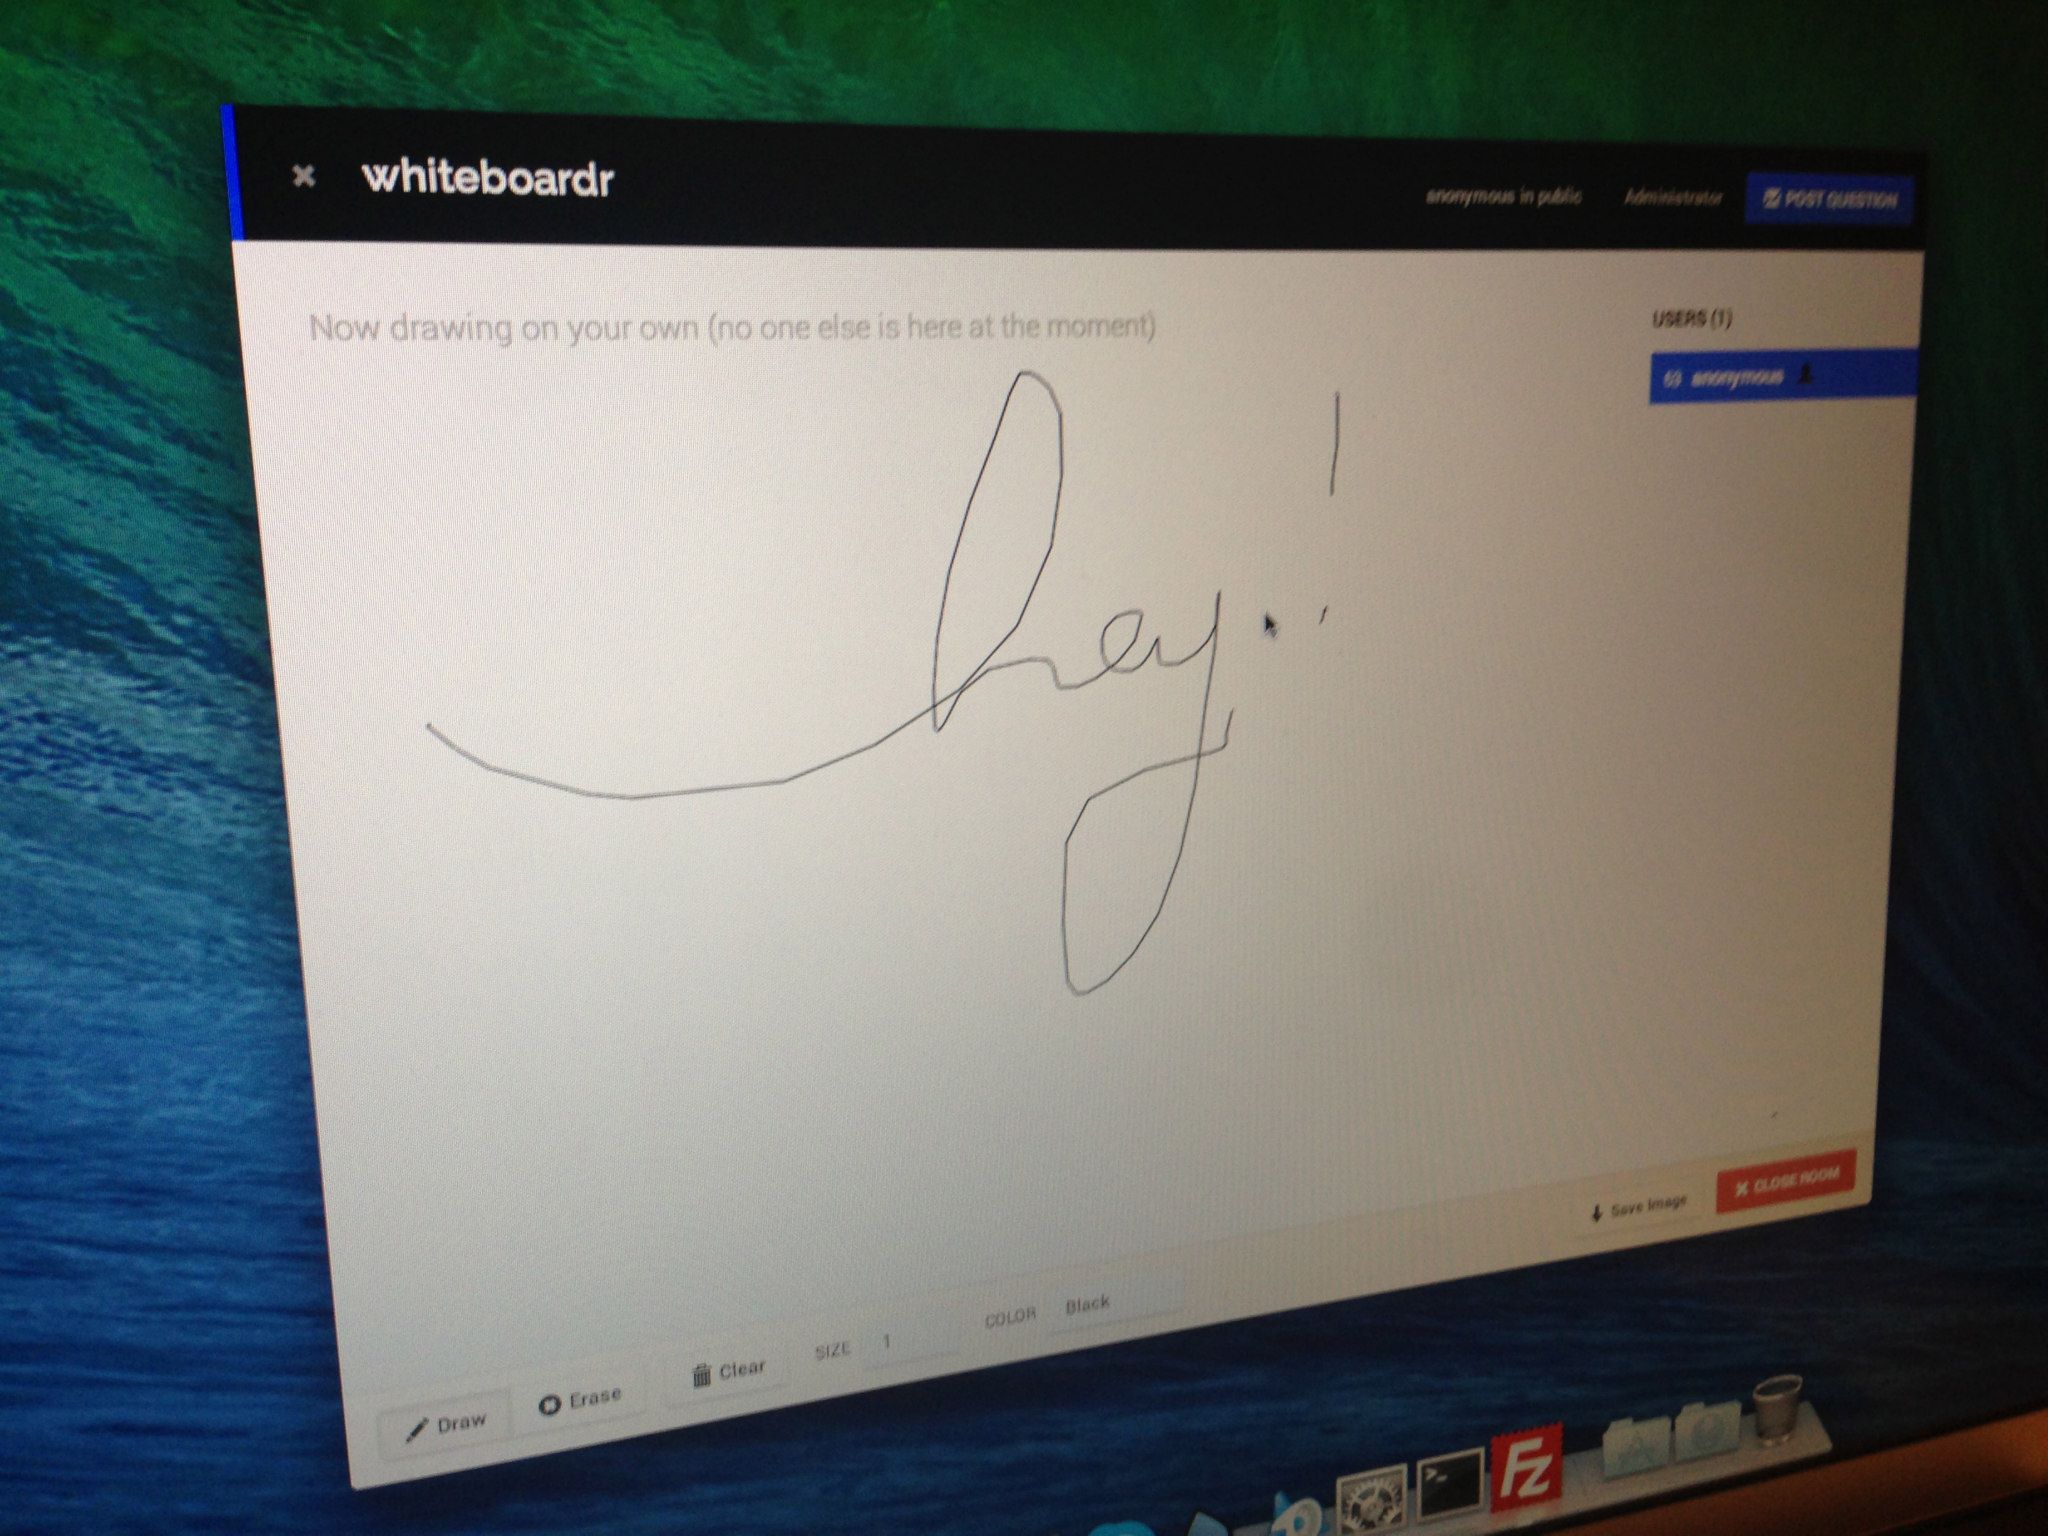 whiteboardr
anonymous in public
Administrator
POST QUESTION
Now drawing on your own (no one else is here at the moment)
USERS (1)
anonymous
hey!
Save Image
CLOSE ROOM
Draw
Erase
Clear
SIZE 1
COLOR Black
>_
Fz